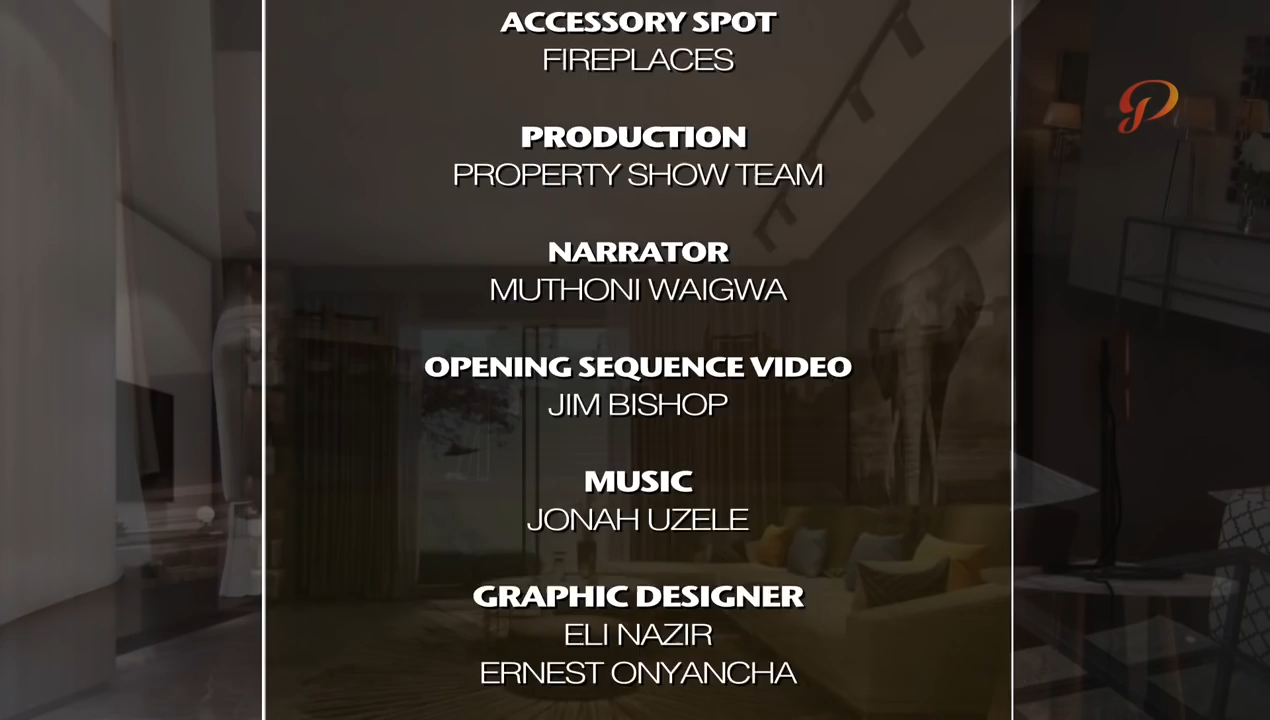 ACCESSORY SPOT
FIREPLACES
PRODUCTION
PROPERTY SHOW TEAM
NARRATOR
MUTHONI WAIGWA
OPENING SEQUENCE VIDEO
JIM BISHOP
MUSIC
JONAH UZELE
GRAPHIC DESIGNER
ELI NAZIR
ERNEST ONYANCHA
P